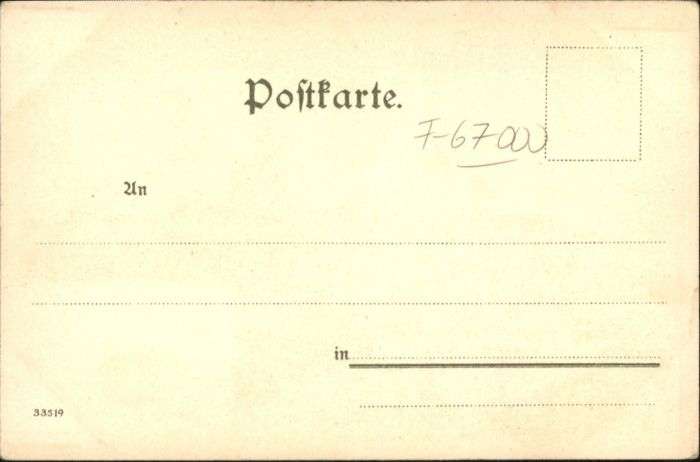 Poſtkarte.
F-67000
An
in
33519